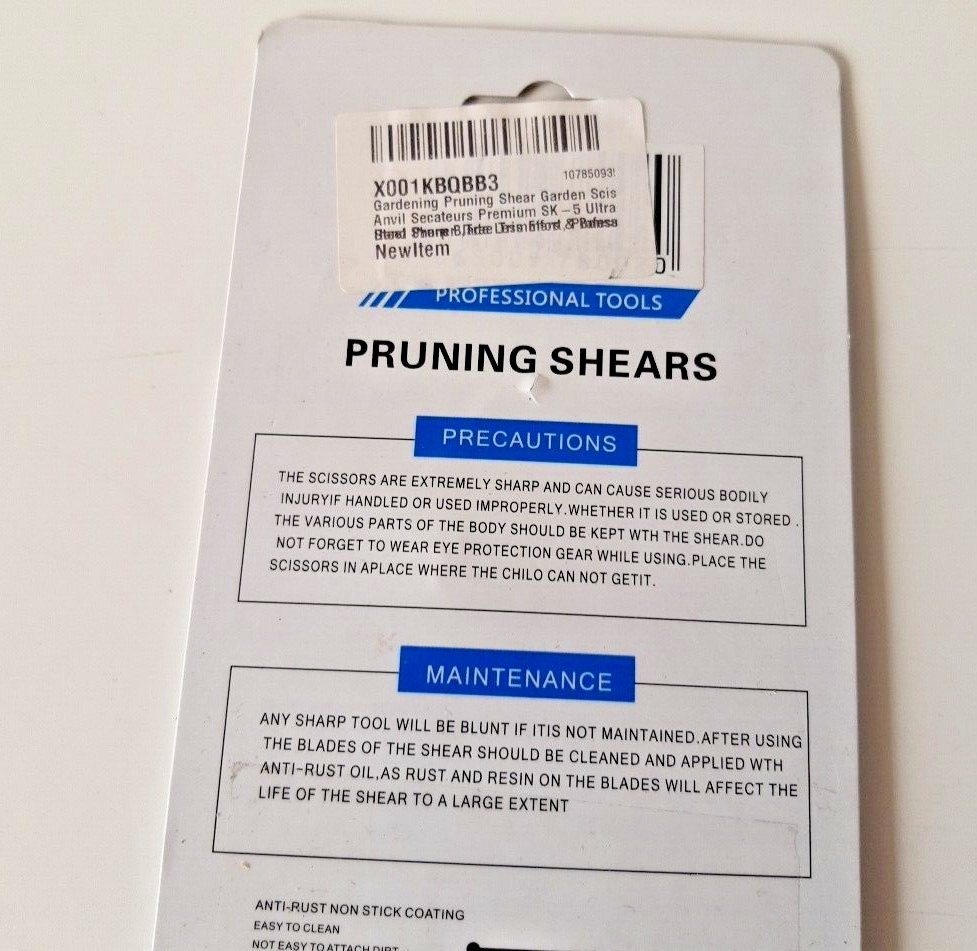 X001KBQBB3
10785093
Gardening Pruning Shear Garden Scis
Anvil Secateurs Premium SK-5 Ultra
NewItem
0
PROFESSIONAL TOOLS
PRUNING SHEARS
PRECAUTIONS
THE SCISSORS ARE EXTREMELY SHARP AND CAN CAUSE SERIOUS BODILY
INJURYIF HANDLED OR USED IMPROPERLY.WHETHER IT IS USED OR STORED .
THE VARIOUS PARTS OF THE BODY SHOULD BE KEPT WTH THE SHEAR.DO
NOT FORGET TO WEAR EYE PROTECTION GEAR WHILE USING.PLACE THE
SCISSORS IN APLACE WHERE THE CHILO CAN NOT GETIT.
MAINTENANCE
ANY SHARP TOOL WILL BE BLUNT IF ITIS NOT MAINTAINED.AFTER USING
THE BLADES OF THE SHEAR SHOULD BE CLEANED AND APPLIED WTH
ANTI-RUST OIL,AS RUST AND RESIN ON THE BLADES WILL AFFECT THE
LIFE OF THE SHEAR TO A LARGE EXTENT
ANTI-RUST NON STICK COATING
EASY TO CLEAN
NOT EASY TO ATTACH DIRT